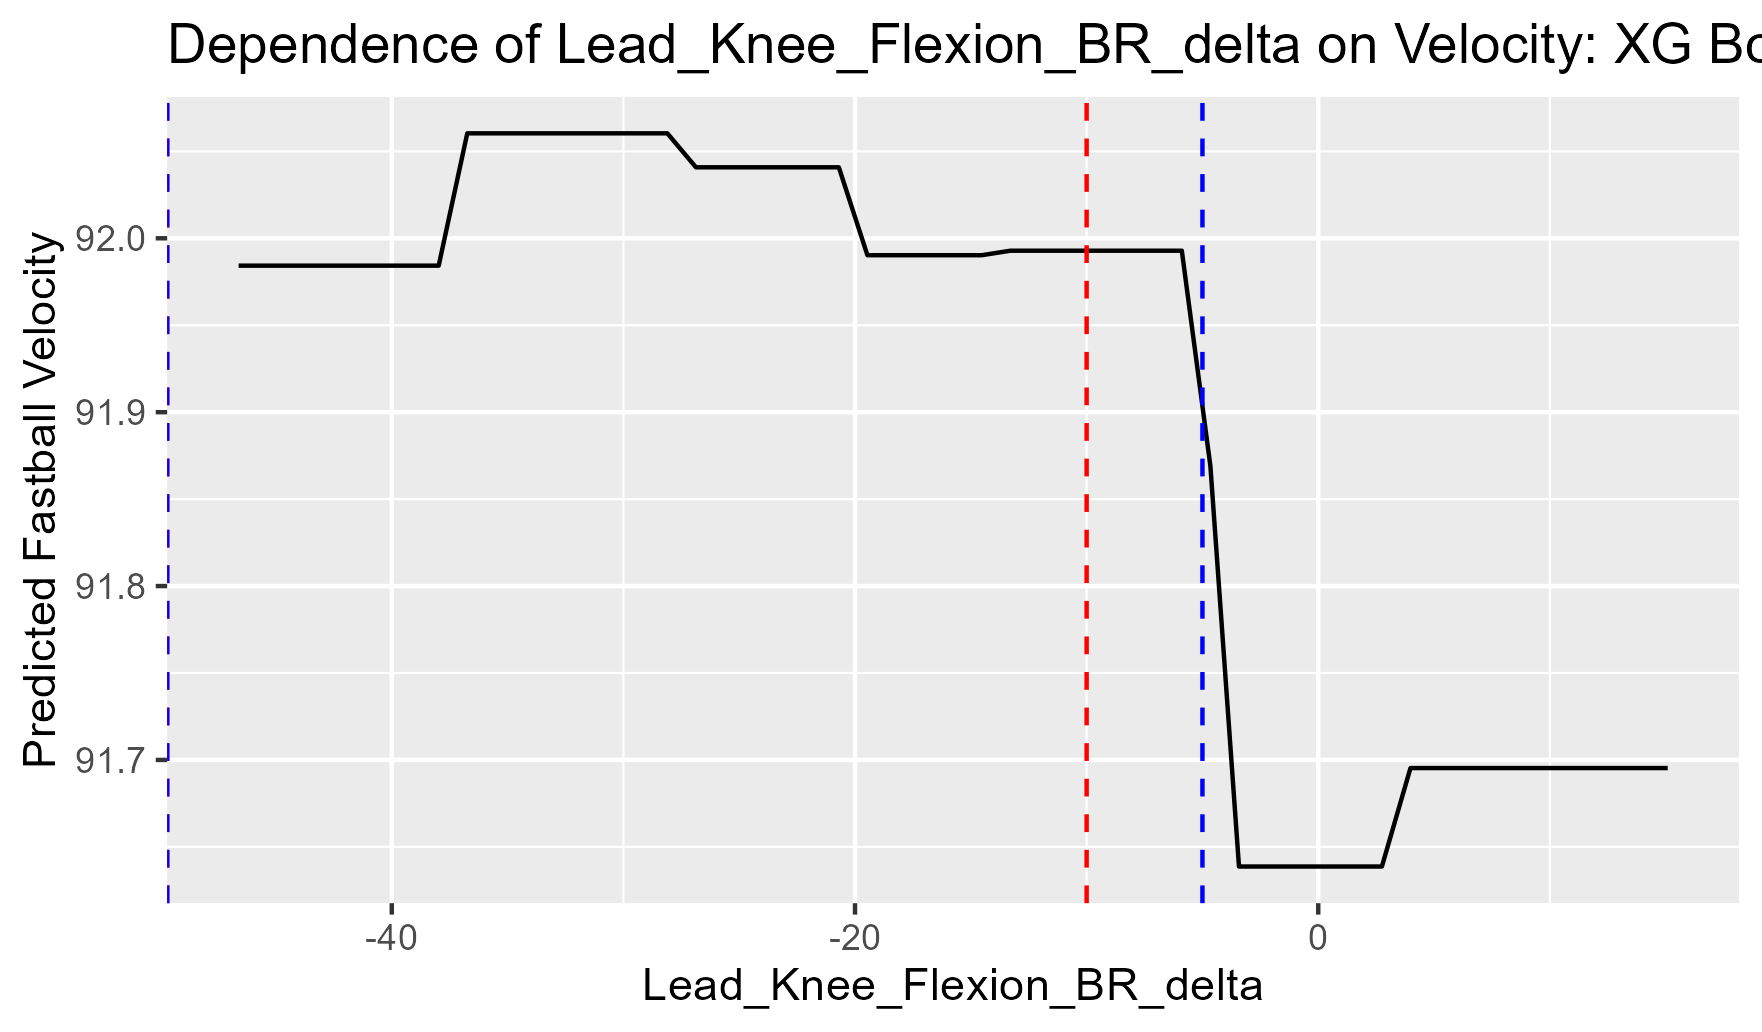 Dependence of Lead_Knee_Flexion_BR_delta on Velocity: XG Bo
Predicted Fastball Velocity
92.0
91.9
91.8
91.7
-40
-20
0
Lead_Knee_Flexion_BR_delta